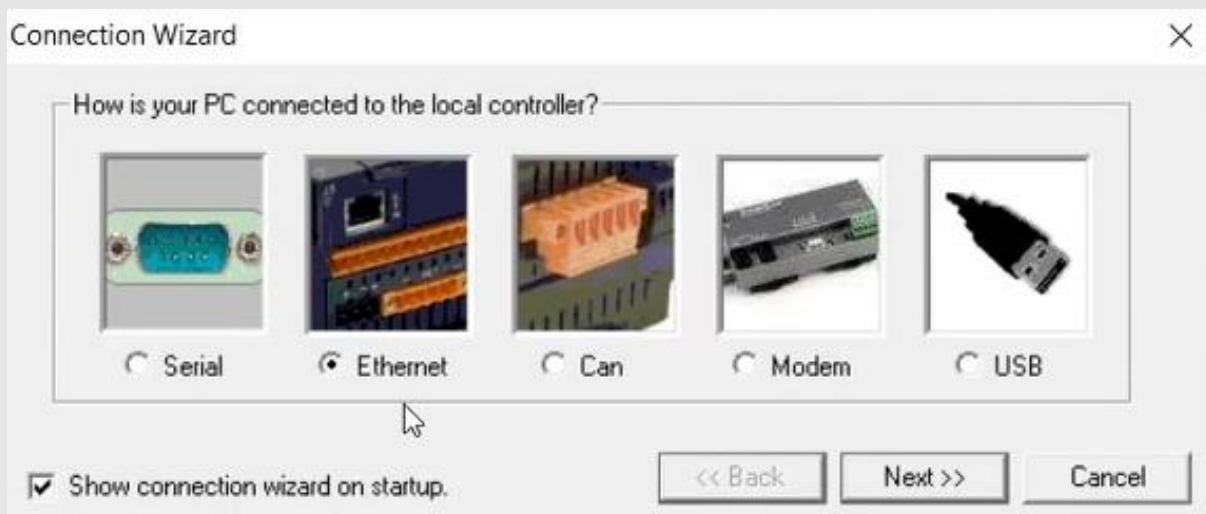 Connection Wizard
How is your PC connected to the local controller?
Serial Ethernet Can Modem USB
Show connection wizard on startup.
<< Back Next >> Cancel